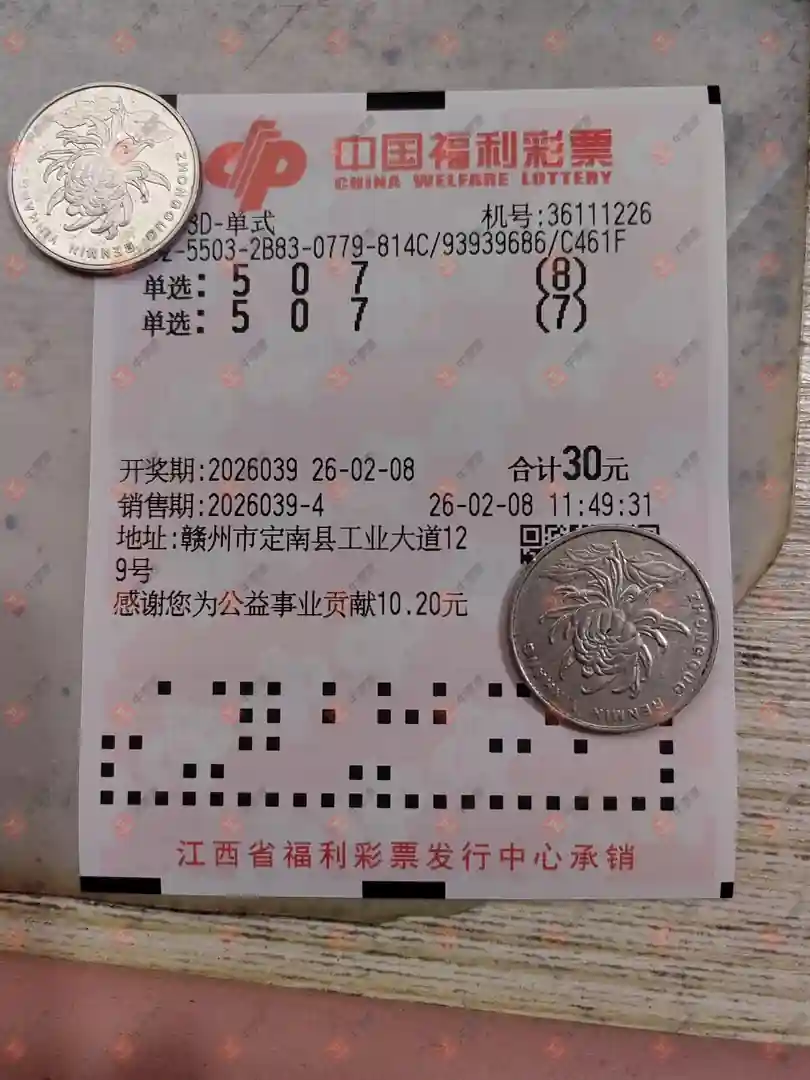 中国福利彩票
CHINA WELFARE LOTTERY
3D-单式 机号:36111226
-5503-2B83-0779-814C/93939686/C461F
单选: 5 0 7 (8)
单选: 5 0 7 (7)
开奖期:2026039 26-02-08 合计30元
销售期:2026039-4 26-02-08 11:49:31
地址:赣州市定南县工业大道12
9号
感谢您为公益事业贡献10.20元
江西省福利彩票发行中心承销
ZHONGGUO RENMIN YINHANG
ZHONGGUO RENMIN